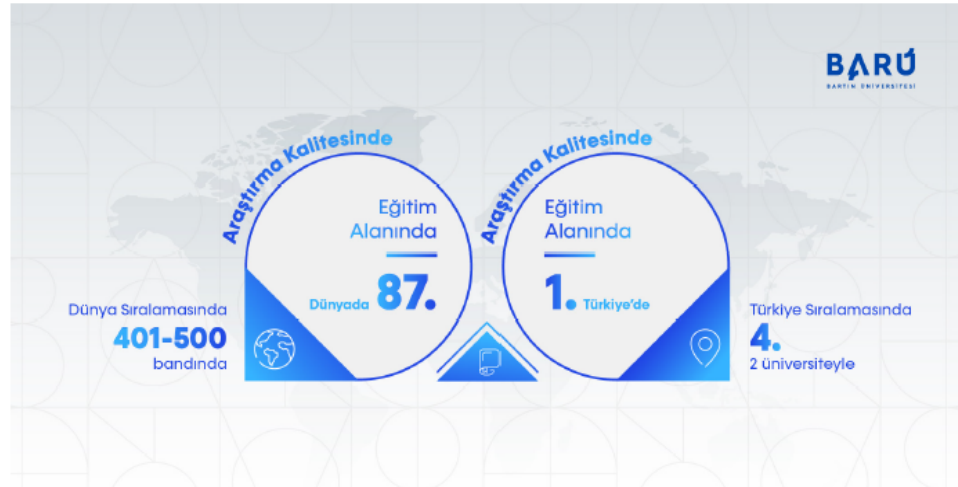 BARÜ
BARTIN ÜNİVERSİTESİ
Araştırma Kalitesinde
Eğitim
Alanında
Dünyada 87.
Dünya Sıralamasında
401-500
bandında
Araştırma Kalitesinde
Eğitim
Alanında
1. Türkiye'de
Türkiye Sıralamasında
4.
2 üniversiteyle